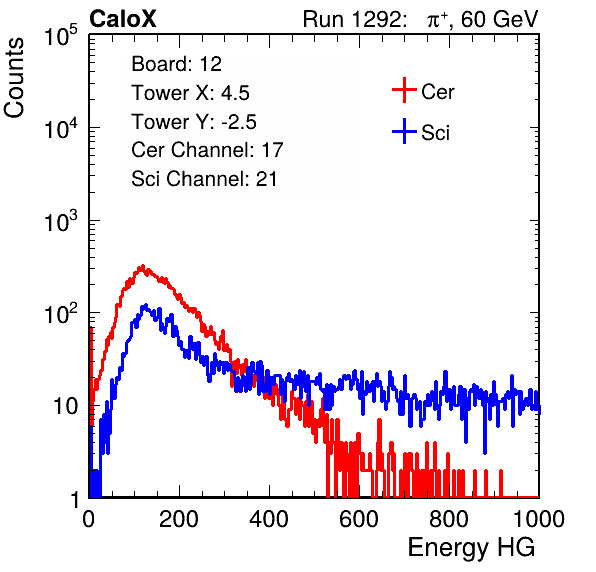 CaloX Run 1292: π⁺, 60 GeV
Counts
10⁵
10⁴
10³
10²
10
1
Board: 12
Tower X: 4.5
Tower Y: -2.5
Cer Channel: 17
Sci Channel: 21
Cer
Sci
0 200 400 600 800 1000
Energy HG